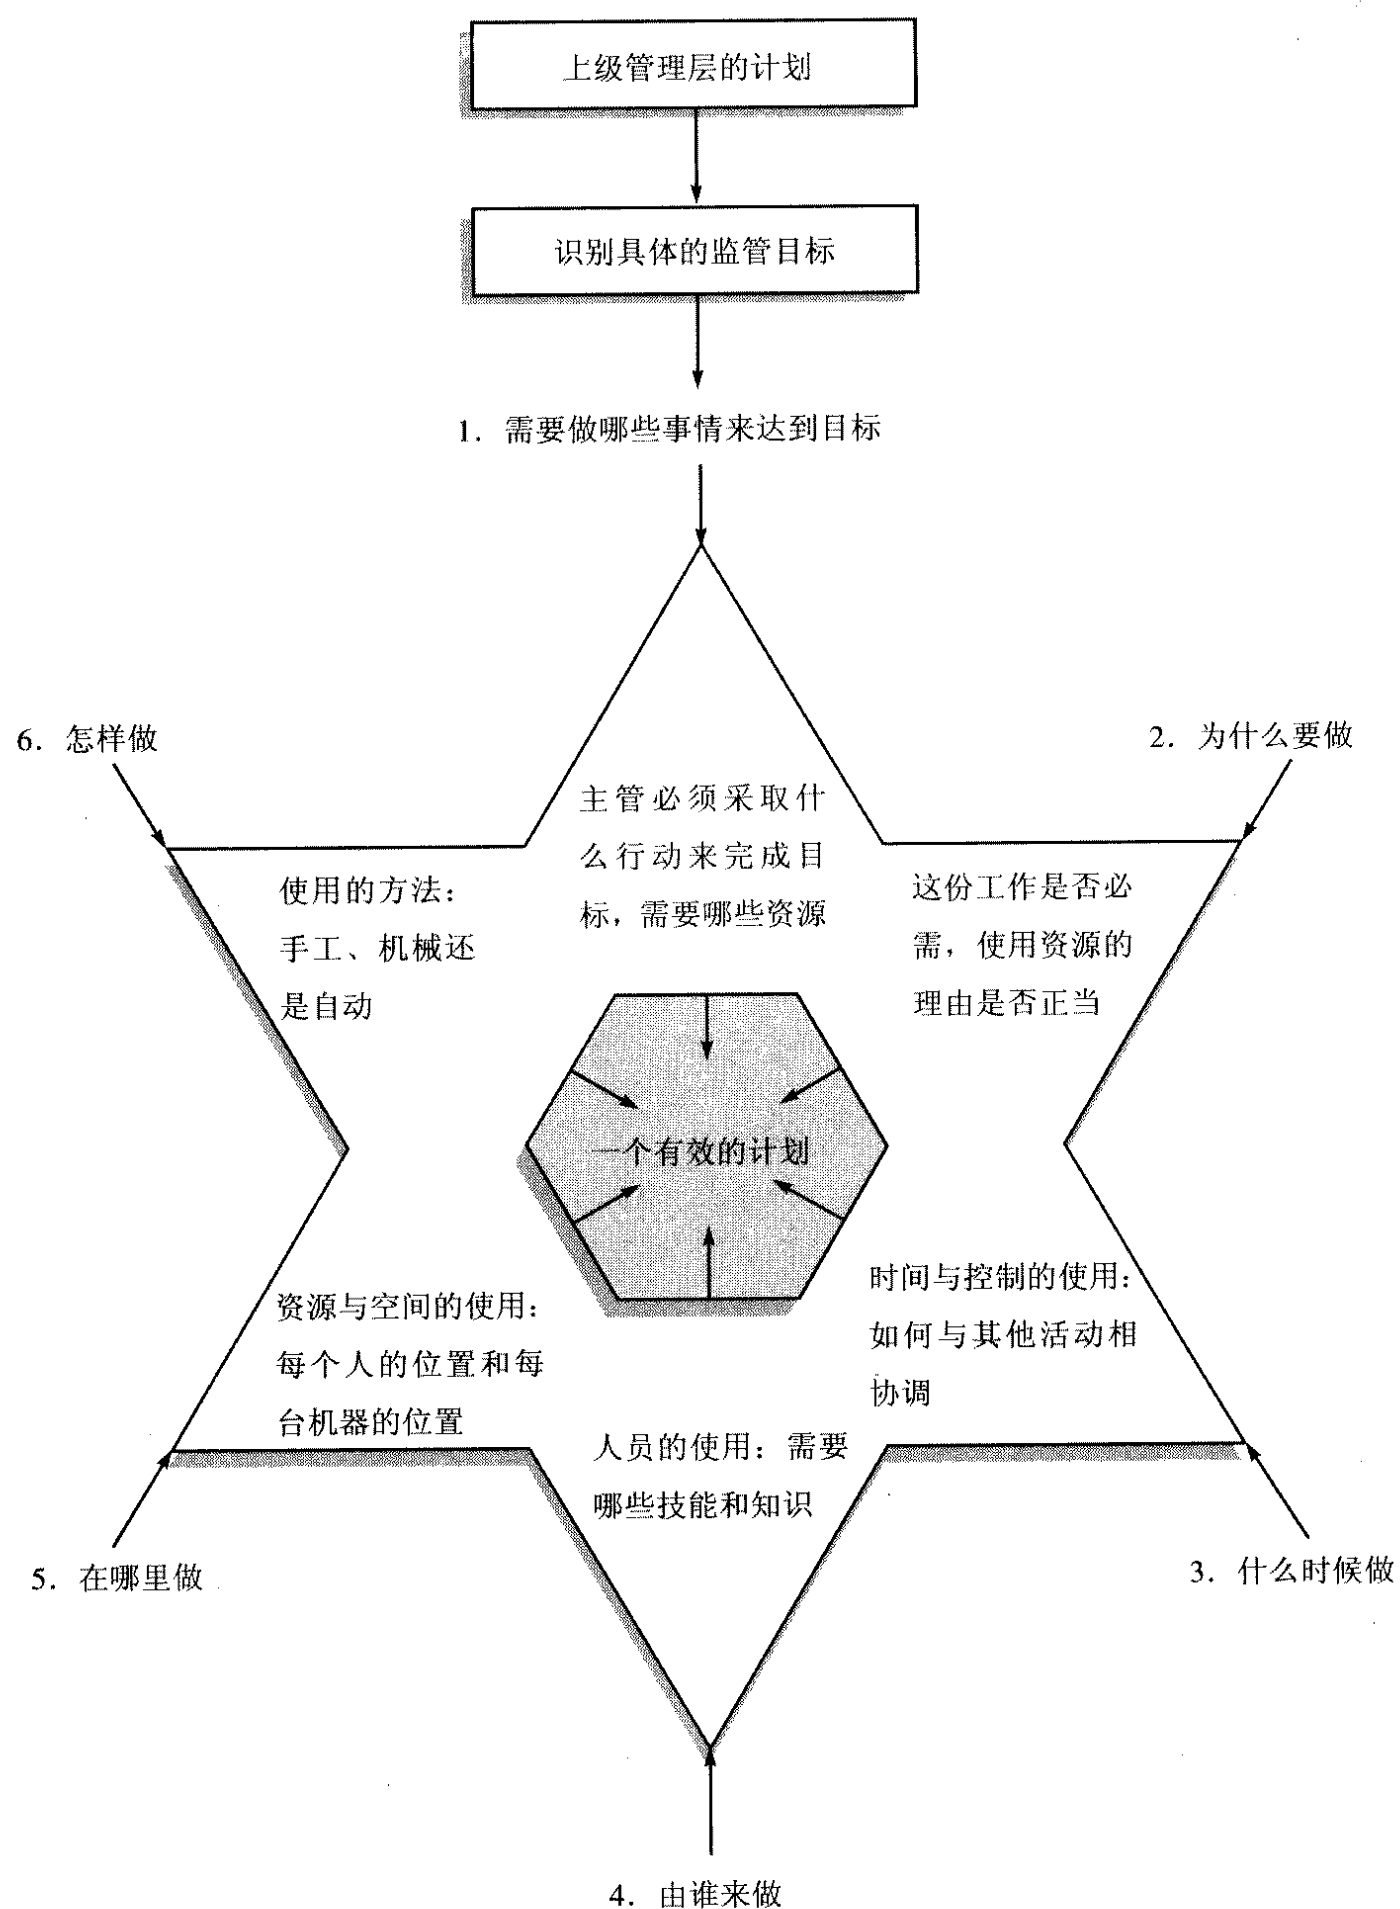 上级管理层的计划
识别具体的监管目标
1. 需要做哪些事情来达到目标
6. 怎样做
2. 为什么要做
主管必须采取什
么行动来完成目
标，需要哪些资源
使用的方法：
手工、机械还
是自动
这份工作是否必
需，使用资源的
理由是否正当
一个有效的计划
资源与空间的使用：
每个人的位置和每
台机器的位置
时间与控制的使用：
如何与其他活动相
协调
人员的使用：需要
哪些技能和知识
5. 在哪里做
3. 什么时候做
4. 由谁来做